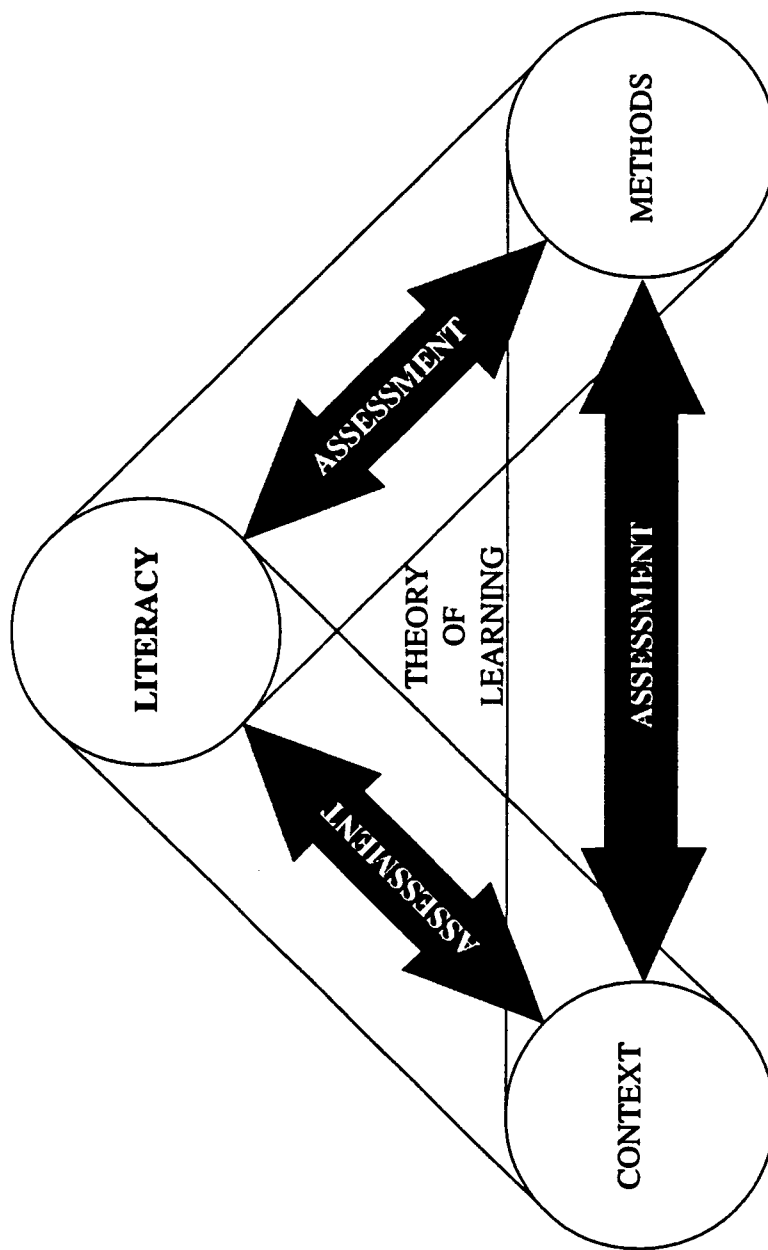 LITERACY
ASSESSMENT
ASSESSMENT
THEORY
OF
LEARNING
CONTEXT
ASSESSMENT
METHODS